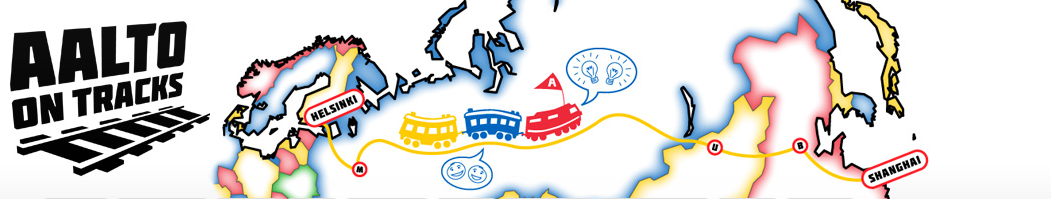 AALTO
ON TRACKS
HELSINKI
M
A
U
B
SHANGHAI